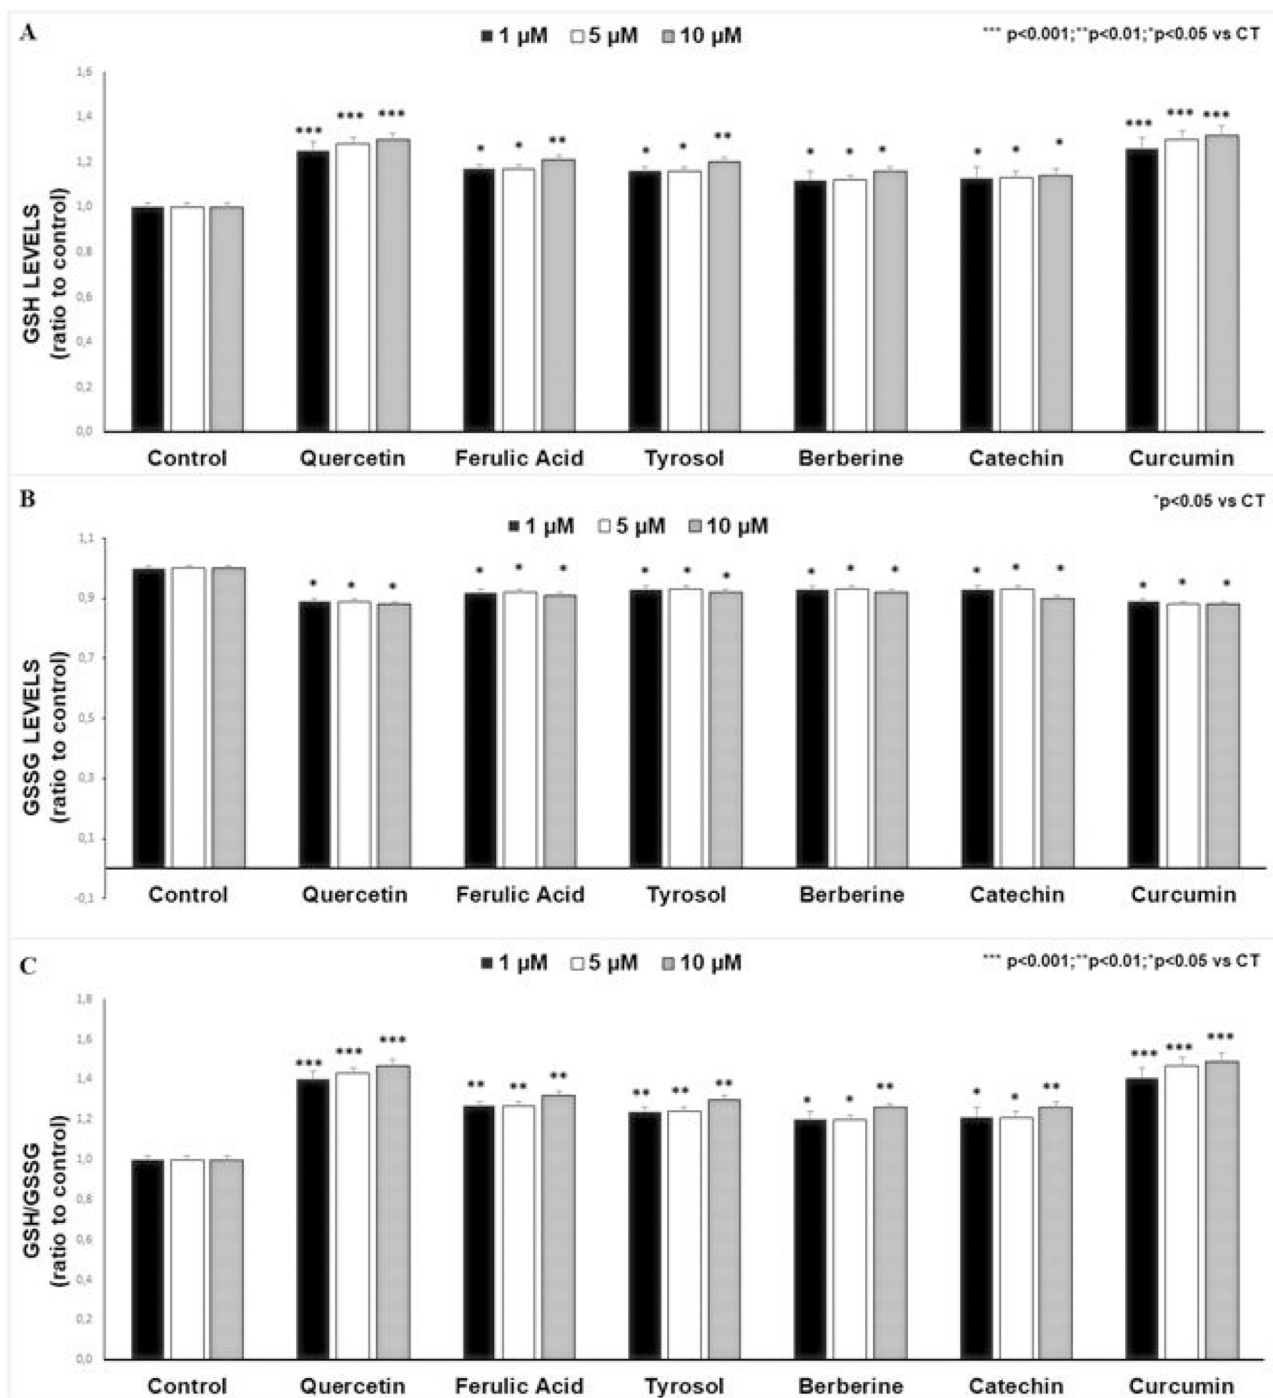 A
■ 1 µM □ 5 µM ■ 10 µM
*** p<0.001;**p<0.01;*p<0.05 vs CT
GSH LEVELS
(ratio to control)
1,6
1,4
1,2
1,0
0,8
0,6
0,4
0,2
0,0
*** *** ***
* * **
* * **
* * *
* * *
*** *** ***
Control Quercetin Ferulic Acid Tyrosol Berberine Catechin Curcumin
B
*p<0.05 vs CT
■ 1 µM □ 5 µM ■ 10 µM
GSSG LEVELS
(ratio to control)
1,1
0,9
0,7
0,5
0,3
0,1
-0,1
* * *
* * *
* * *
* * *
* * *
* * *
Control Quercetin Ferulic Acid Tyrosol Berberine Catechin Curcumin
C
■ 1 µM □ 5 µM ■ 10 µM
*** p<0.001;**p<0.01;*p<0.05 vs CT
GSH/GSSG
(ratio to control)
1,8
1,6
1,4
1,2
1,0
0,8
0,6
0,4
0,2
0,0
*** *** ***
** ** **
** ** **
* * **
* * **
*** *** ***
Control Quercetin Ferulic Acid Tyrosol Berberine Catechin Curcumin